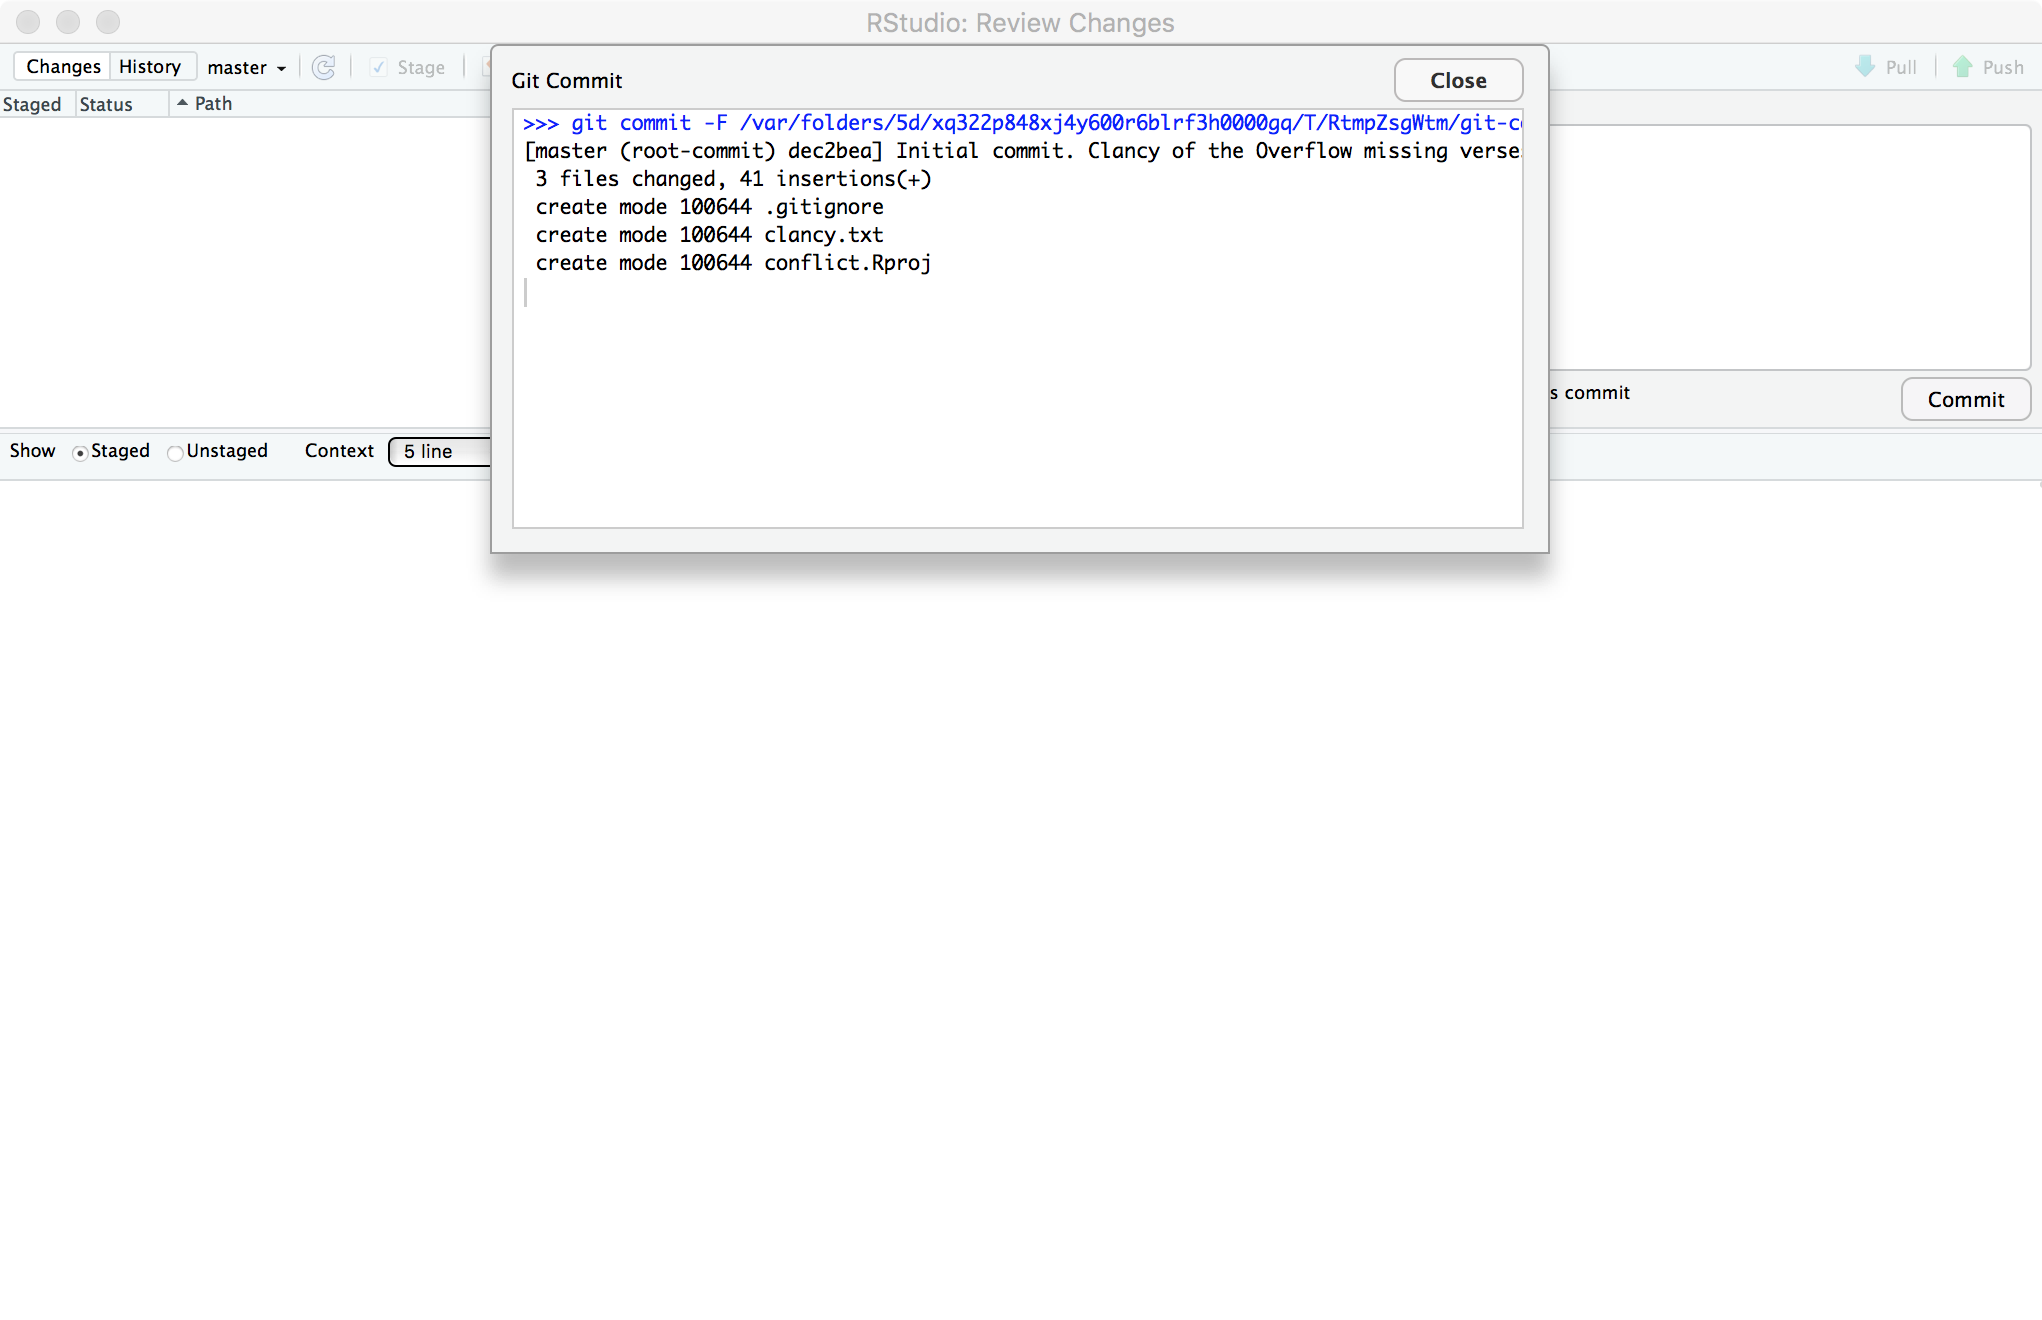 RStudio: Review Changes
Changes History master Stage Pull Push
Staged Status Path
Git Commit Close
>>> git commit -F /var/folders/5d/xq322p848xj4y600r6blrf3h0000gq/T/RtmpZsgWtm/git-c
[master (root-commit) dec2bea] Initial commit. Clancy of the Overflow missing verse
3 files changed, 41 insertions(+)
create mode 100644 .gitignore
create mode 100644 clancy.txt
create mode 100644 conflict.Rproj
s commit
Commit
Show Staged Unstaged Context 5 line